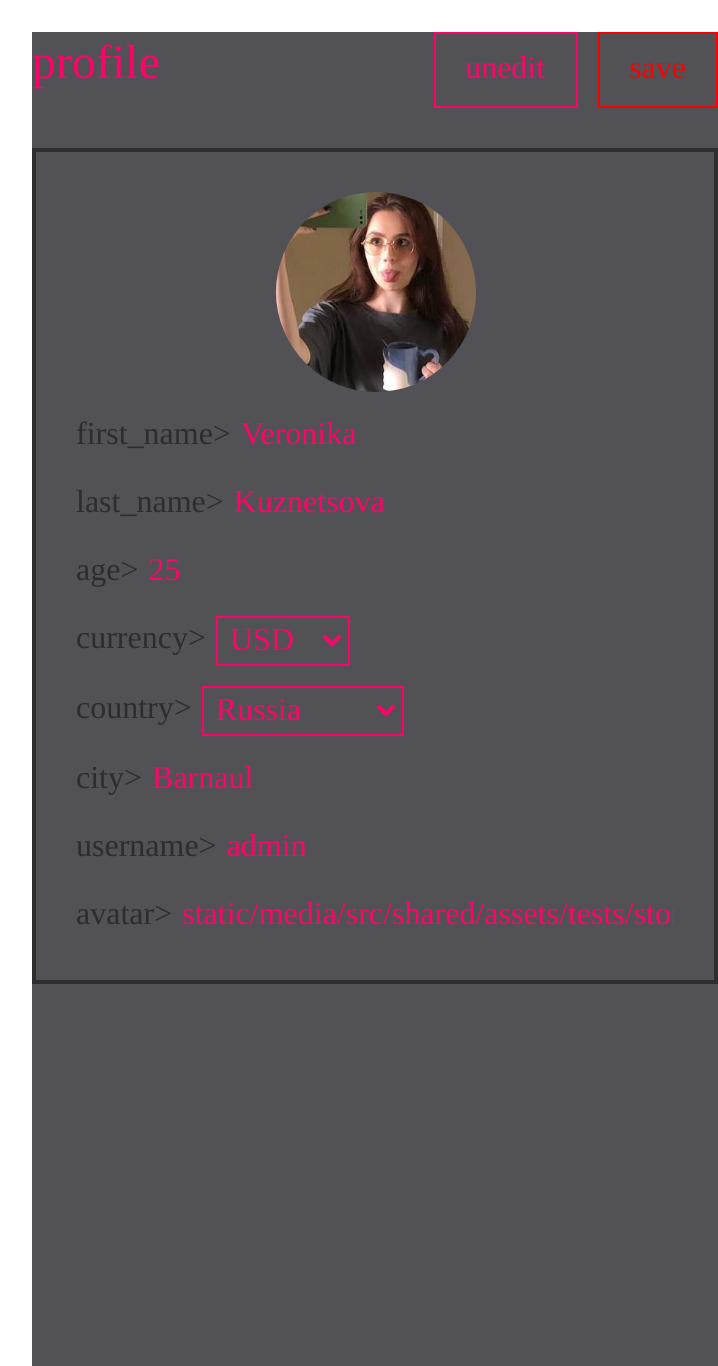 profile
unedit
save
first_name> Veronika
last_name> Kuznetsova
age> 25
currency> USD
country> Russia
city> Barnaul
username> admin
avatar> static/media/src/shared/assets/tests/sto